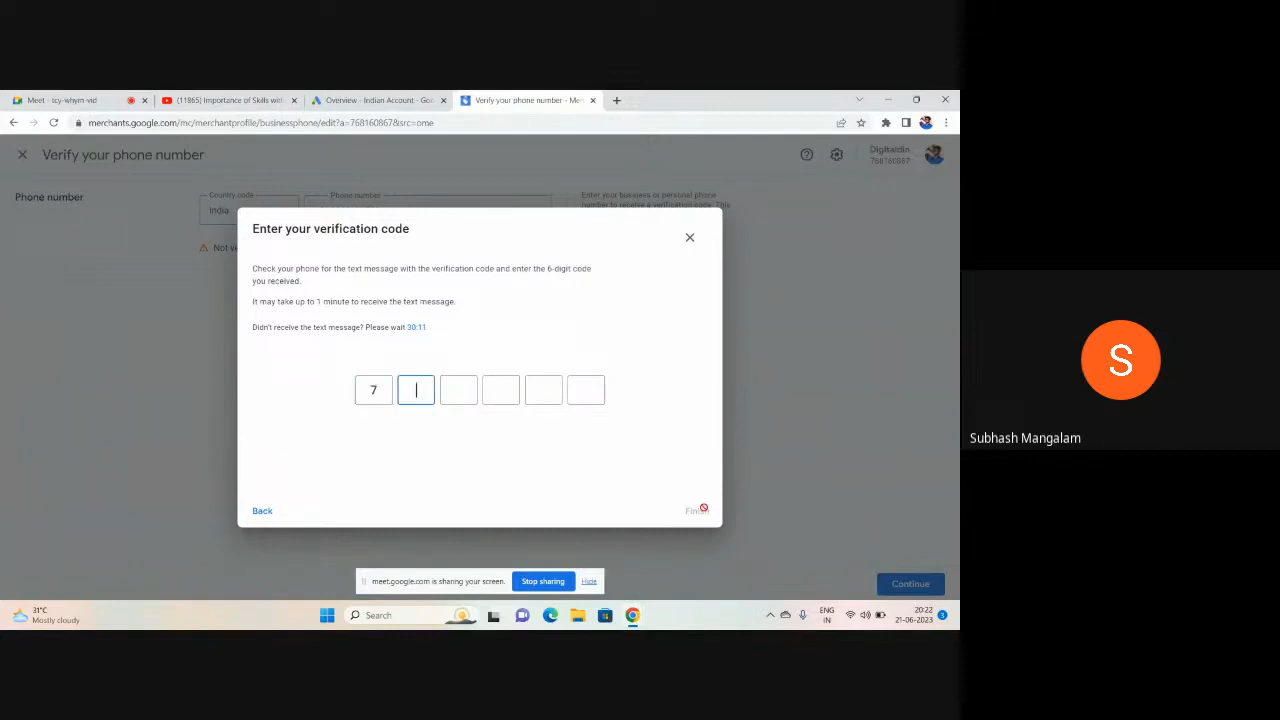 Meet - tcy-whym-vid
(11865) Importance of Skills with
Overview - Indian Account - Goo
Verify your phone number - Mer
merchants.google.com/mc/merchantprofile/businessphone/edit?a=768160867&src=ome
Verify your phone number
Digitaldin
768160867
Phone number
Country code
Phone number
India
Enter your business or personal phone
number to receive a verification code. This
Not ve
Enter your verification code
Check your phone for the text message with the verification code and enter the 6-digit code
you received.
It may take up to 1 minute to receive the text message.
Didn't receive the text message? Please wait 30:11
7
Back
Finish
S
Subhash Mangalam
meet.google.com is sharing your screen.
Stop sharing
Hide
Continue
31°C
Mostly cloudy
Search
ENG
IN
20:22
21-06-2023
3